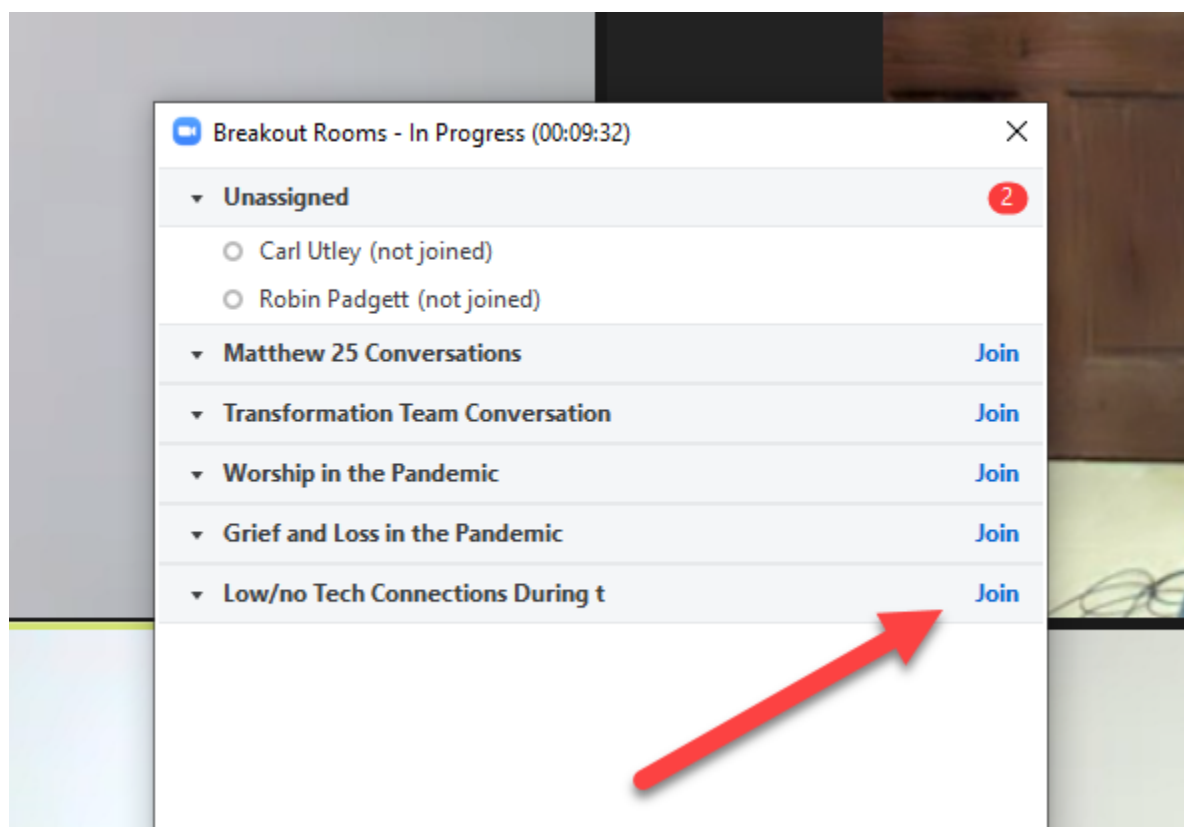 Breakout Rooms - In Progress (00:09:32)
Unassigned 2
Carl Utley (not joined)
Robin Padgett (not joined)
Matthew 25 Conversations Join
Transformation Team Conversation Join
Worship in the Pandemic Join
Grief and Loss in the Pandemic Join
Low/no Tech Connections During t Join